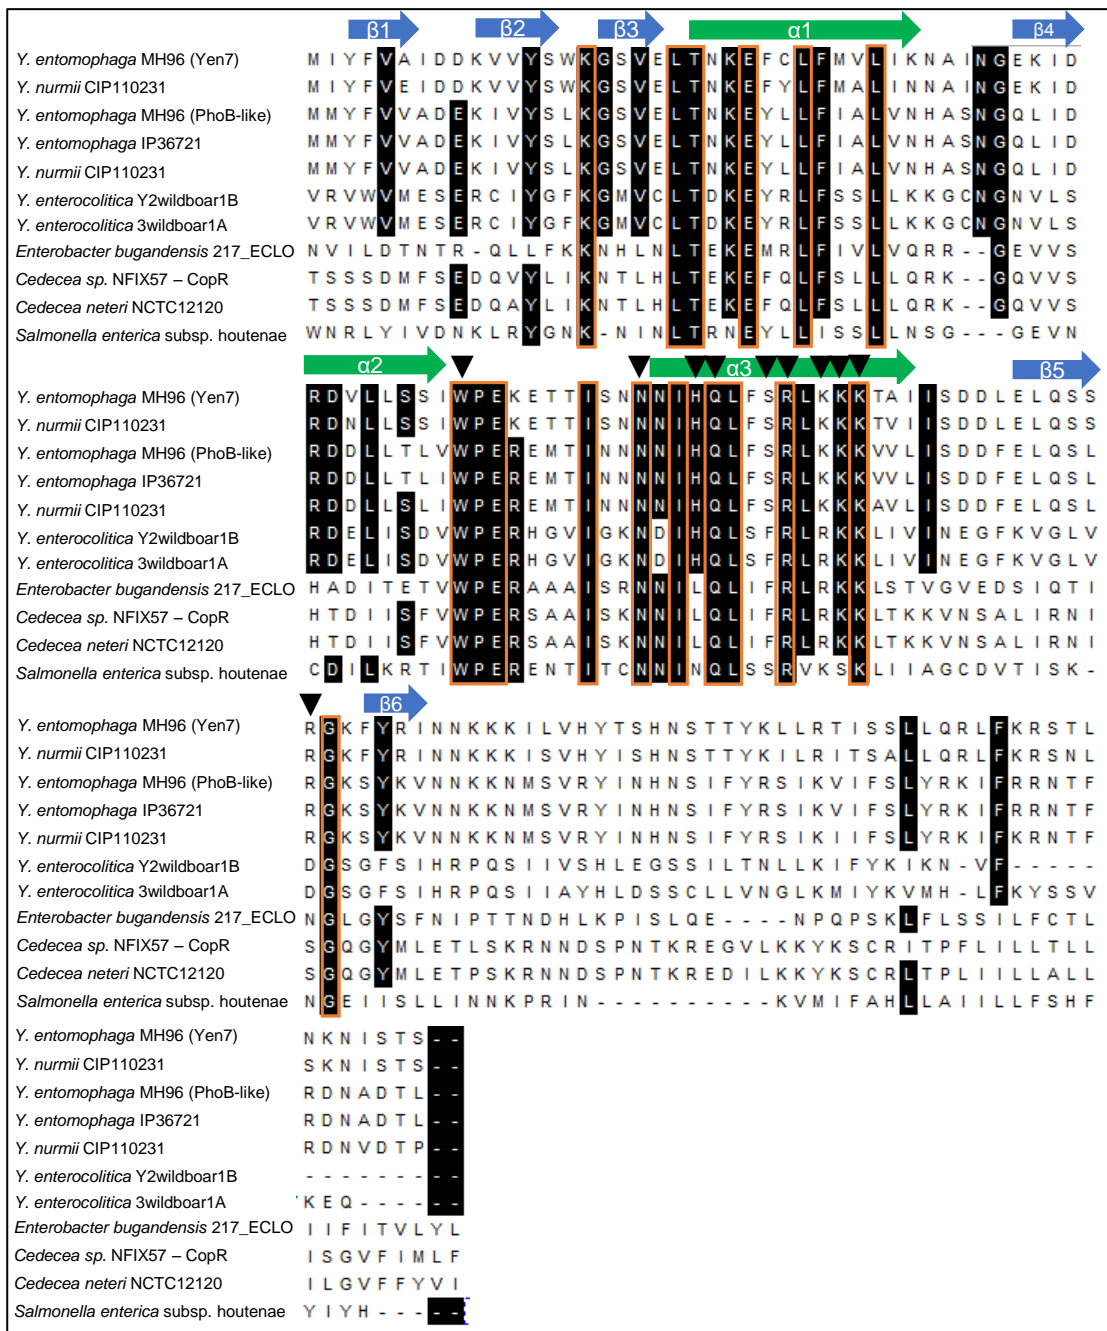 β1 β2 β3 α1 β4
Y. entomophaga MH96 (Yen7) M I Y F V A I D D K V V Y S W K G S V E L T N K E F C L F M V L I K N A I N G E K I D
Y. nurmii CIP110231 M I Y F V E I D D K V V Y S W K G S V E L T N K E F Y L F M A L I N N A I N G E K I D
Y. entomophaga MH96 (PhoB-like) M M Y F V V A D E K I V Y S L K G S V E L T N K E Y L L F I A L V N H A S N G Q L I D
Y. entomophaga IP36721 M M Y F V V A D E K I V Y S L K G S V E L T N K E Y L L F I A L V N H A S N G Q L I D
Y. nurmii CIP110231 M M Y F V V A D E K I V Y S L K G S V E L T N K E Y L L F I A L V N H A S N G Q L I D
Y. enterocolitica Y2wildboar1B V R V W V M E S E R C I Y G F K G M V C L T D K E Y R L F S S L L K K G C N G N V L S
Y. enterocolitica 3wildboar1A V R V W V M E S E R C I Y G F K G M V C L T D K E Y R L F S S L L K K G C N G N V L S
Enterobacter bugandensis 217_ECLO N V I L D T N T R - Q L L F K K N H L N L T E K E M R L F I V L V Q R R - - G E V V S
Cedecea sp. NFIX57 – CopR T S S S D M F S E D Q V Y L I K N T L H L T E K E F Q L F S L L L Q R K - - G Q V V S
Cedecea neteri NCTC12120 T S S S D M F S E D Q A Y L I K N T L H L T E K E F Q L F S L L L Q R K - - G Q V V S
Salmonella enterica subsp. houtenae W N R L Y I V D N K L R Y G N K - N I N L T R N E Y L L I S S L L N S G - - - G E V N
α2 α3 β5
Y. entomophaga MH96 (Yen7) R D V L L S S I W P E K E T T I S N N N I H Q L F S R L K K K T A I I S D D L E L Q S S
Y. nurmii CIP110231 R D N L L S S I W P E K E T T I S N N N I H Q L F S R L K K K T V I I S D D L E L Q S S
Y. entomophaga MH96 (PhoB-like) R D D L L T L V W P E R E M T I N N N N I H Q L F S R L K K K V V L I S D D F E L Q S L
Y. entomophaga IP36721 R D D L L T L I W P E R E M T I N N N N I H Q L F S R L K K K V V L I S D D F E L Q S L
Y. nurmii CIP110231 R D D L L S L I W P E R E M T I N N N N I H Q L F S R L K K K A V L I S D D F E L Q S L
Y. enterocolitica Y2wildboar1B R D E L I S D V W P E R H G V I G K N D I H Q L S F R L R K K L I V I N E G F K V G L V
Y. enterocolitica 3wildboar1A R D E L I S D V W P E R H G V I G K N D I H Q L S F R L R K K L I V I N E G F K V G L V
Enterobacter bugandensis 217_ECLO H A D I T E T V W P E R A A A I S R N N I L Q L I F R L R K K L S T V G V E D S I Q T I
Cedecea sp. NFIX57 – CopR H T D I I S F V W P E R S A A I S K N N I L Q L I F R L R K K L T K K V N S A L I R N I
Cedecea neteri NCTC12120 H T D I I S F V W P E R S A A I S K N N I L Q L I F R L R K K L T K K V N S A L I R N I
Salmonella enterica subsp. houtenae C D I L K R T I W P E R E N T I T C N N I N Q L S S R V K S K L I I A G C D V T I S K -
β6
Y. entomophaga MH96 (Yen7) R G K F Y R I N N K K K I L V H Y T S H N S T T Y K L L R T I S S L L Q R L F K R S T L
Y. nurmii CIP110231 R G K F Y R I N N K K K I S V H Y I S H N S T T Y K I L R I T S A L L Q R L F K R S N L
Y. entomophaga MH96 (PhoB-like) R G K S Y K V N N K K N M S V R Y I N H N S I F Y R S I K V I F S L Y R K I F R R N T F
Y. entomophaga IP36721 R G K S Y K V N N K K N M S V R Y I N H N S I F Y R S I K V I F S L Y R K I F R R N T F
Y. nurmii CIP110231 R G K S Y K V N N K K N M S V R Y I N H N S I F Y R S I K I I F S L Y R K I F K R N T F
Y. enterocolitica Y2wildboar1B D G S G F S I H R P Q S I I V S H L E G S S I L T N L L K I F Y K I K N - V F - - - - -
Y. enterocolitica 3wildboar1A D G S G F S I H R P Q S I I A Y H L D S S C L L V N G L K M I Y K V M H - L F K Y S S V
Enterobacter bugandensis 217_ECLO N G L G Y S F N I P T T N D H L K P I S L Q E - - - - N P Q P S K L F L S S I L F C T L
Cedecea sp. NFIX57 – CopR S G Q G Y M L E T L S K R N N D S P N T K R E G V L K K Y K S C R I T P F L I L L T L L
Cedecea neteri NCTC12120 S G Q G Y M L E T P S K R N N D S P N T K R E D I L K K Y K S C R L T P L I I L L A L L
Salmonella enterica subsp. houtenae N G E I I S L L I N N K P R I N - - - - - - - - - - K V M I F A H L L A I I L L F S H F
Y. entomophaga MH96 (Yen7) N K N I S T S - -
Y. nurmii CIP110231 S K N I S T S - -
Y. entomophaga MH96 (PhoB-like) R D N A D T L - -
Y. entomophaga IP36721 R D N A D T L - -
Y. nurmii CIP110231 R D N V D T P - -
Y. enterocolitica Y2wildboar1B - - - - - - - - -
Y. enterocolitica 3wildboar1A K E Q - - - - - -
Enterobacter bugandensis 217_ECLO I I F I T V L Y L
Cedecea sp. NFIX57 – CopR I S G V F I M L F
Cedecea neteri NCTC12120 I L G V F F Y V I
Salmonella enterica subsp. houtenae Y I Y H - - - - -